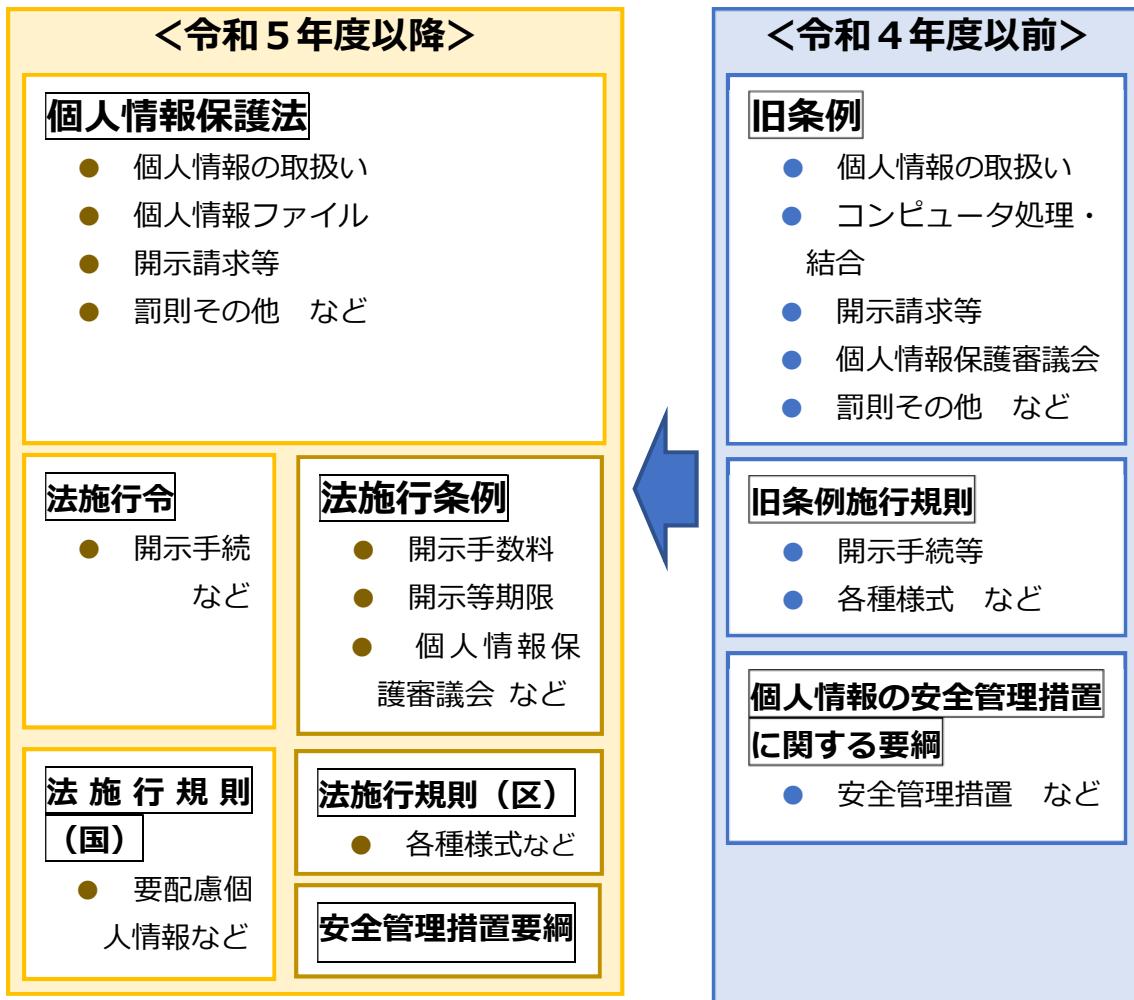 ＜令和５年度以降＞
個人情報保護法
● 個人情報の取扱い
● 個人情報ファイル
● 開示請求等
● 罰則その他　など
法施行令
● 開示手続
など
法施行条例
● 開示手数料
● 開示等期限
● 個人情報保
護審議会 など
法施行規則
（国）
● 要配慮個
人情報など
法施行規則（区）
● 各種様式など
安全管理措置要綱
＜令和４年度以前＞
旧条例
● 個人情報の取扱い
● コンピュータ処理・
結合
● 開示請求等
● 個人情報保護審議会
● 罰則その他　など
旧条例施行規則
● 開示手続等
● 各種様式　など
個人情報の安全管理措置
に関する要綱
● 安全管理措置　など